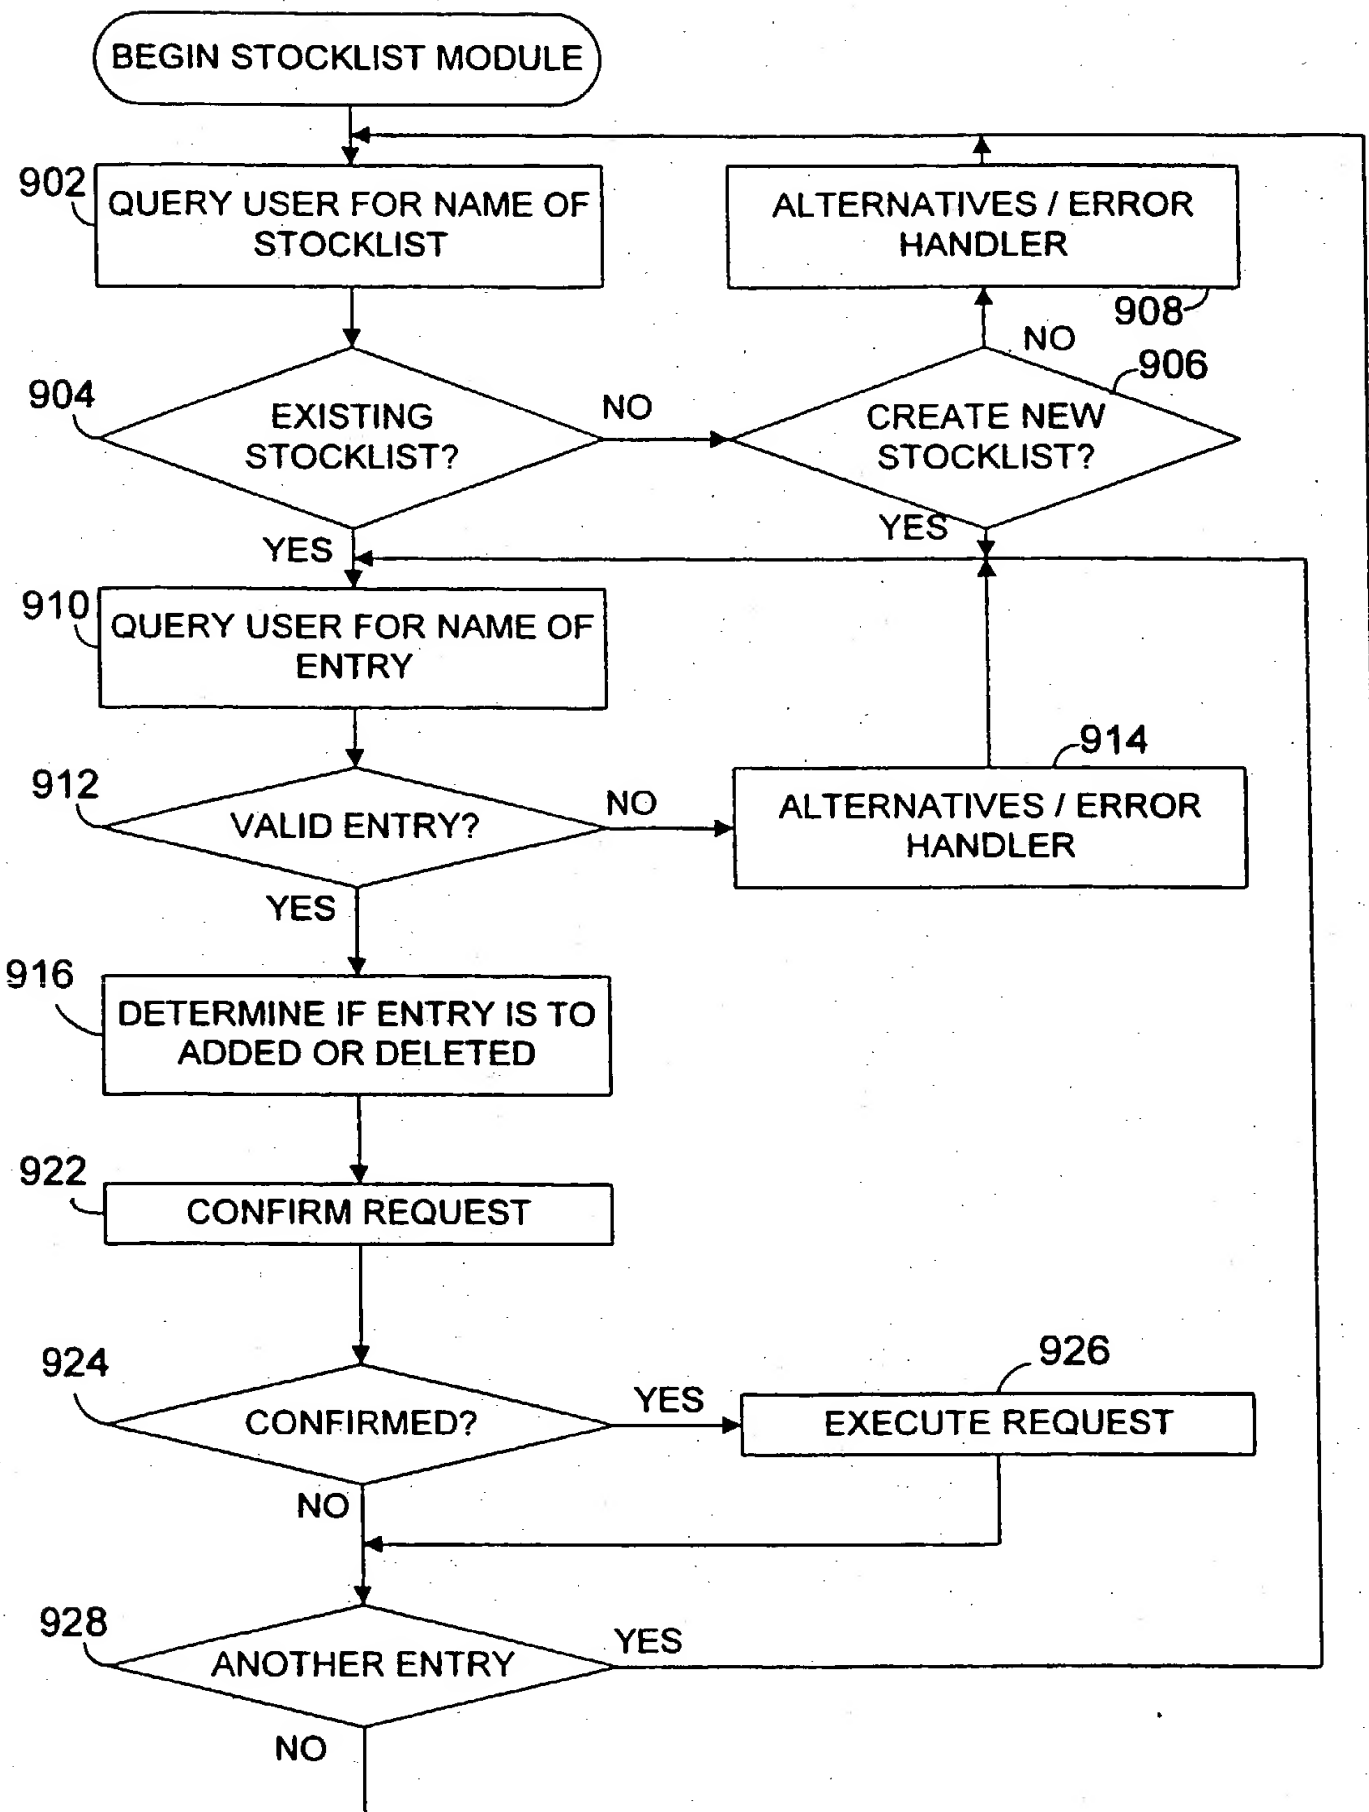 BEGIN STOCKLIST MODULE
902
QUERY USER FOR NAME OF
STOCKLIST
ALTERNATIVES / ERROR
HANDLER
908
NO
906
904
EXISTING
STOCKLIST?
NO
CREATE NEW
STOCKLIST?
YES
YES
910
QUERY USER FOR NAME OF
ENTRY
914
912
VALID ENTRY?
NO
ALTERNATIVES / ERROR
HANDLER
YES
916
DETERMINE IF ENTRY IS TO
ADDED OR DELETED
922
CONFIRM REQUEST
924
CONFIRMED?
YES
926
EXECUTE REQUEST
NO
928
ANOTHER ENTRY
YES
NO